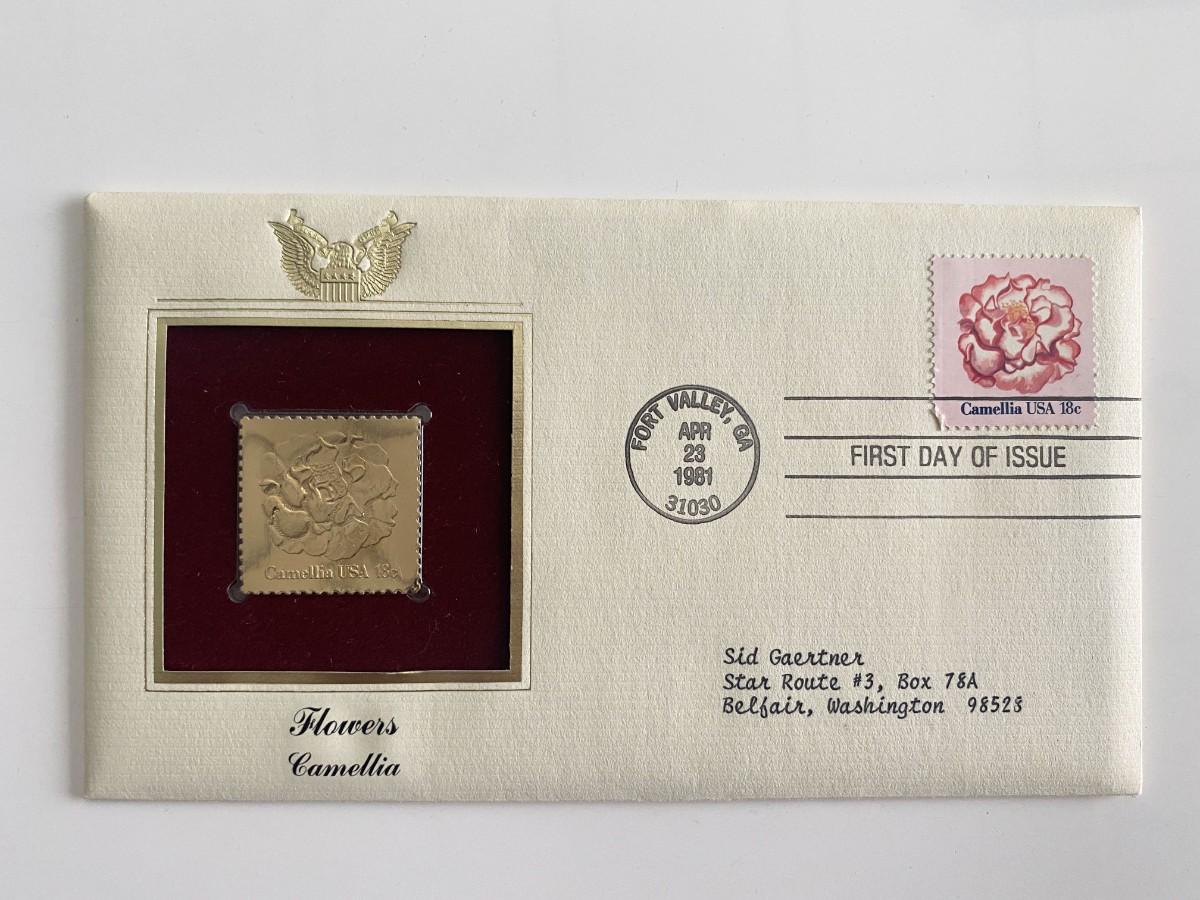 Camellia USA 18c
FORT VALLEY, GA
APR
23
1981
31030
FIRST DAY OF ISSUE
Camellia USA 18c
Sid Gaertner
Star Route #3, Box 78A
Belfair, Washington 98528
Flowers
Camellia